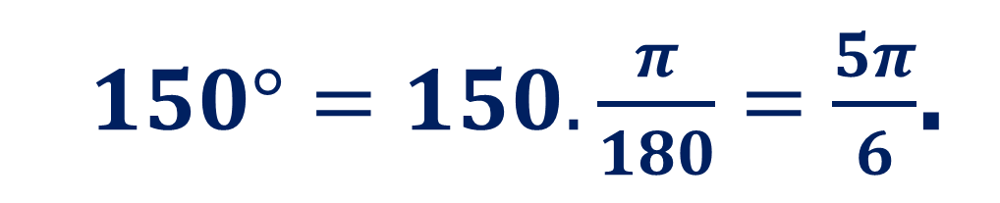 150° = 150. π/180 = 5π/6.